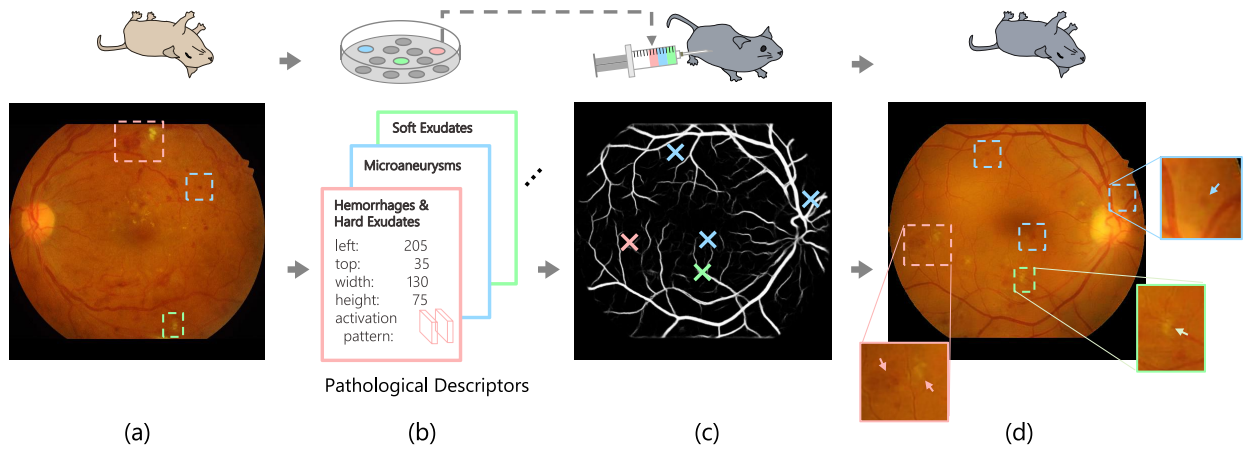 Soft Exudates
Microaneurysms
Hemorrhages &
Hard Exudates
left: 205
top: 35
width: 130
height: 75
activation
pattern:
Pathological Descriptors
(a)
(b)
(c)
(d)